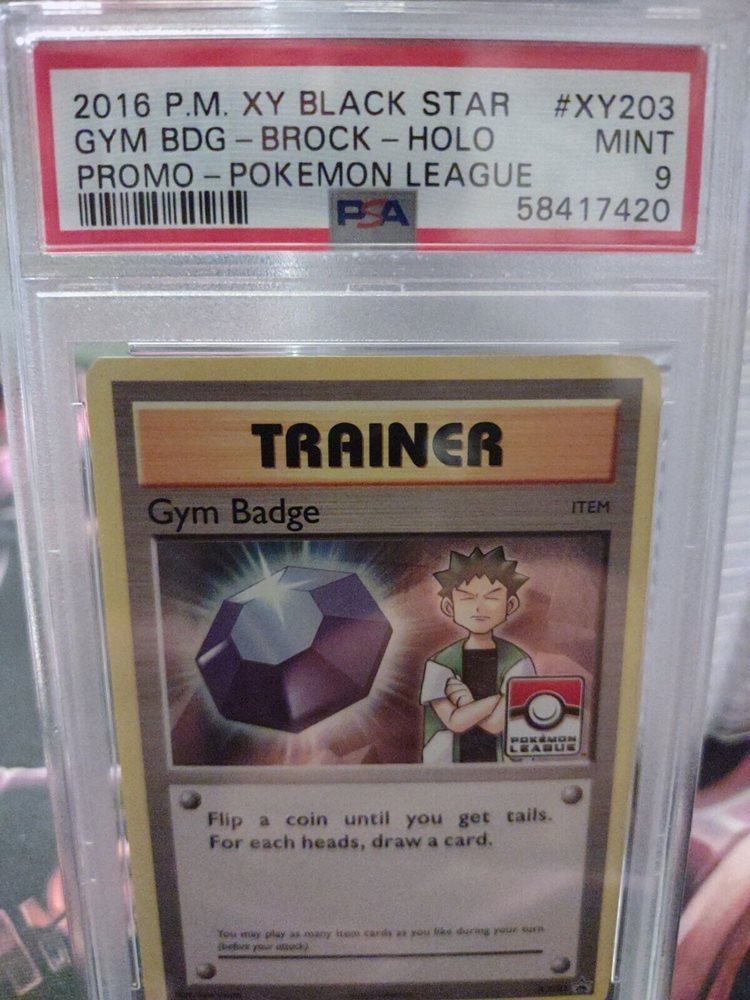 2016 P.M. XY BLACK STAR #XY203
GYM BDG - BROCK - HOLO MINT
PROMO - POKEMON LEAGUE 9
PSA 58417420
TRAINER
Gym Badge ITEM
POKÉMON
LEAGUE
Flip a coin until you get tails.
For each heads, draw a card.
You may play as many item cards as you like during your turn
(before your attack).